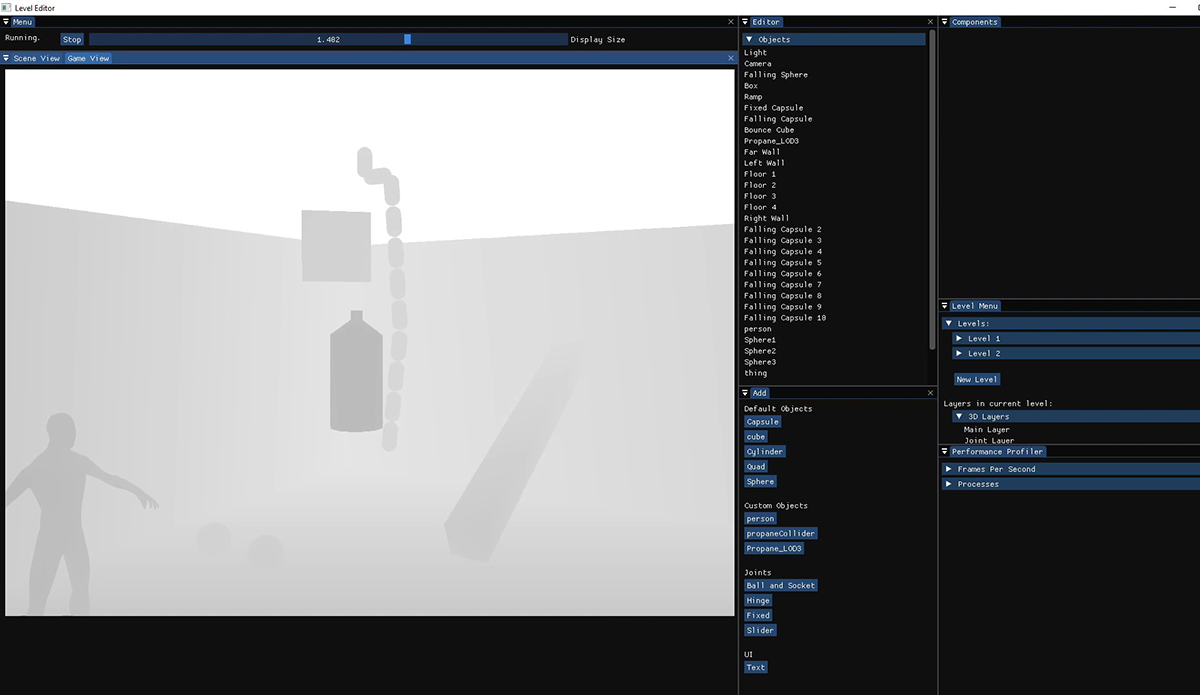 Level Editor
Menu
Running.
Stop
1.402
Display Size
Scene View
Game View
Editor
Objects
Light
Camera
Falling Sphere
Box
Ramp
Fixed Capsule
Falling Capsule
Bounce Cube
Propane_LOD3
Far Wall
Left Wall
Floor 1
Floor 2
Floor 3
Floor 4
Right Wall
Falling Capsule 2
Falling Capsule 3
Falling Capsule 4
Falling Capsule 5
Falling Capsule 6
Falling Capsule 7
Falling Capsule 8
Falling Capsule 9
Falling Capsule 10
person
Sphere1
Sphere2
Sphere3
thing
Add
Default Objects
Capsule
cube
Cylinder
Quad
Sphere
Custom Objects
person
propaneCollider
Propane_LOD3
Joints
Ball and Socket
Hinge
Fixed
Slider
UI
Text
Components
Level Menu
Levels:
Level 1
Level 2
New Level
Layers in current level:
3D Layers
Main Layer
Joint Layer
Performance Profiler
Frames Per Second
Processes